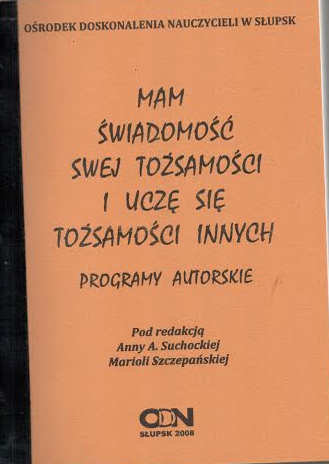 OŚRODEK DOSKONALENIA NAUCZYCIELI W SŁUPSK
MAM
ŚWIADOMOŚĆ
SWEJ TOŻSAMOŚCI
I UCZĘ SIĘ
TOŻSAMOŚCI INNYCH
PROGRAMY AUTORSKIE
Pod redakcją
Anny A. Suchockiej
Marioli Szczepańskiej
ODN
SŁUPSK 2008